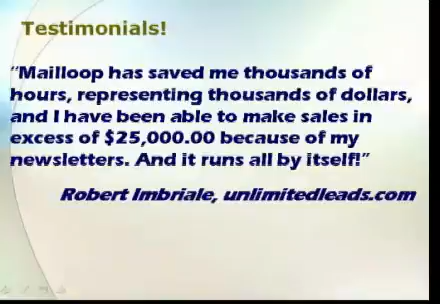 Testimonials!
"Mailloop has saved me thousands of
hours, representing thousands of dollars,
and I have been able to make sales in
excess of $25,000.00 because of my
newsletters. And it runs all by itself!"
Robert Imbriale, unlimitedleads.com